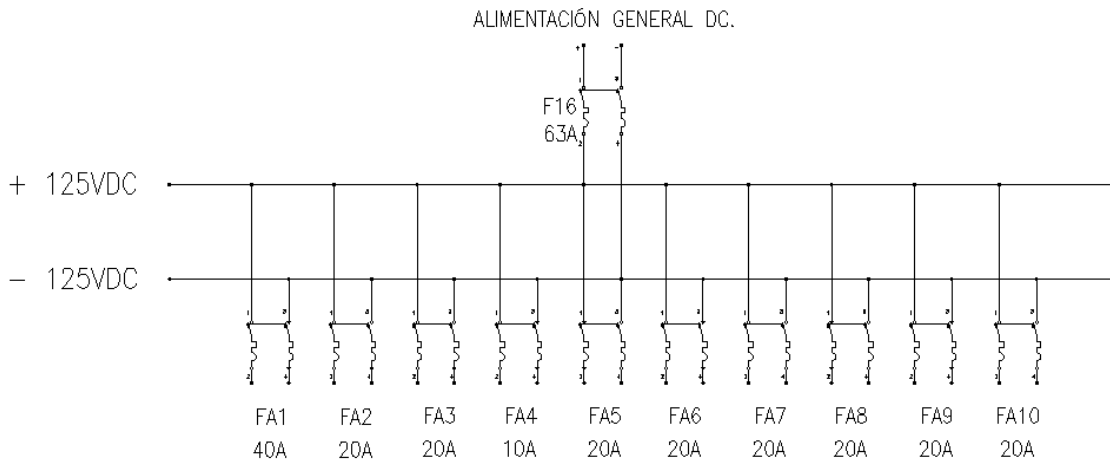 ALIMENTACIÓN GENERAL DC.
+ -
F16
63A
+ 125VDC
- 125VDC
FA1 FA2 FA3 FA4 FA5 FA6 FA7 FA8 FA9 FA10
40A 20A 20A 10A 20A 20A 20A 20A 20A 20A